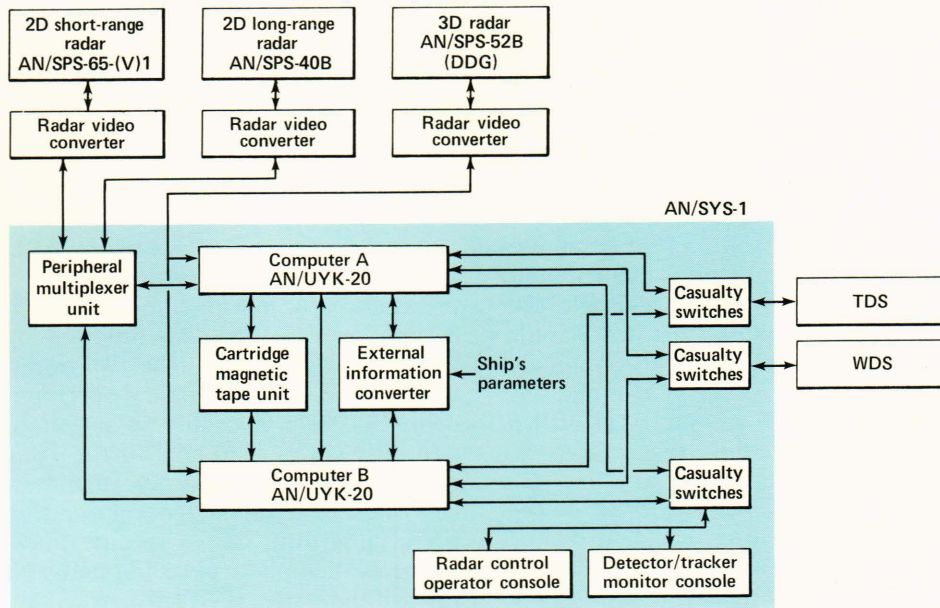 2D short-range
radar
AN/SPS-65-(V)1
2D long-range
radar
AN/SPS-40B
3D radar
AN/SPS-52B
(DDG)
Radar video
converter
Radar video
converter
Radar video
converter
AN/SYS-1
Peripheral
multiplexer
unit
Computer A
AN/UYK-20
Casualty
switches
TDS
Cartridge
magnetic
tape unit
External
information
converter
Ship's
parameters
Casualty
switches
WDS
Computer B
AN/UYK-20
Casualty
switches
Radar control
operator console
Detector/tracker
monitor console